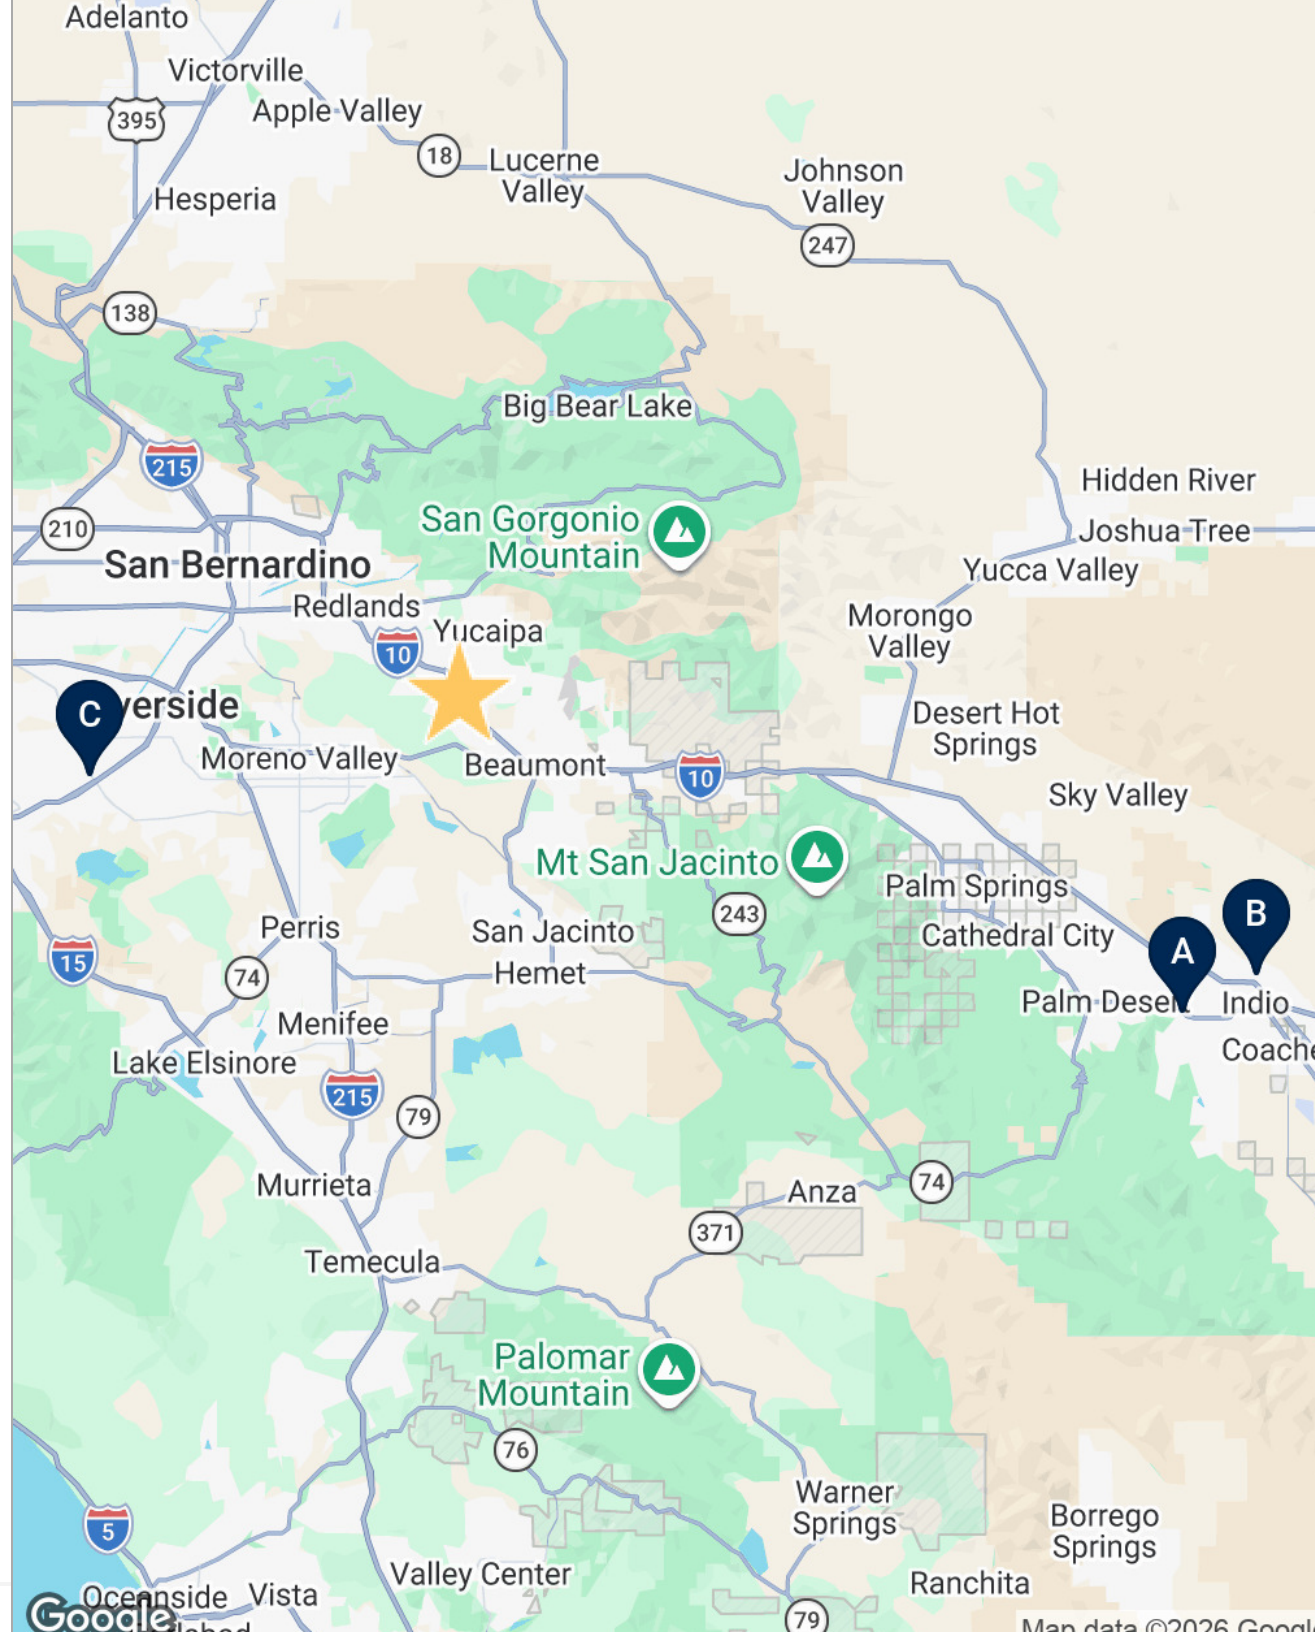 Adelanto
Victorville
395
Apple Valley
18
Lucerne
Valley
Johnson
Valley
Hesperia
247
138
Big Bear Lake
215
Hidden River
210
San Gorgonio
Mountain
Joshua Tree
San Bernardino
Yucca Valley
Redlands
Morongo
Valley
Yucaipa
10
C
verside
Desert Hot
Springs
Moreno Valley
Beaumont
10
Sky Valley
Mt San Jacinto
Palm Springs
243
B
Perris
San Jacinto
Cathedral City
A
15
74
Hemet
Palm Desert
Indio
Menifee
Coache
Lake Elsinore
215
79
Murrieta
Anza
74
371
Temecula
Palomar
Mountain
76
Warner
Springs
5
Borrego
Springs
Valley Center
Ranchita
Oceanside
Vista
Google
79
Map data ©2026 Google